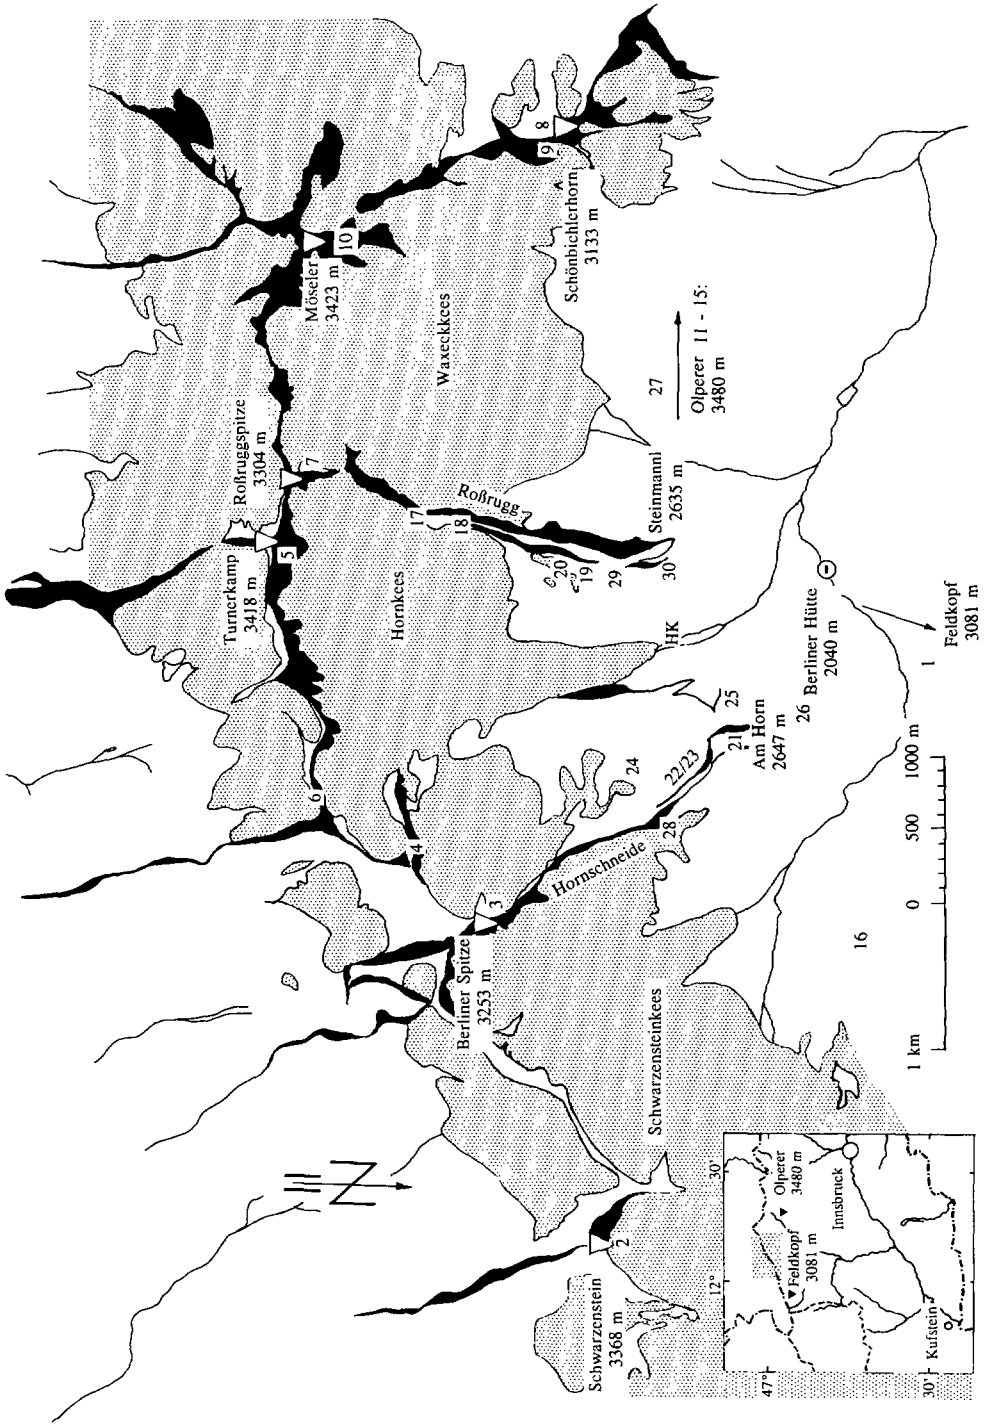 8
9
Schönbichlerhorn
3133 m
10
Möseler
3423 m
Waxeckkees
27
Olperer 11 - 15:
3480 m
Roßruggspitze
3304 m
7
Turnerkamp
3418 m
5
17
18
Roßrugg
Steinmannl
2635 m
20
19
29
30
Hornkees
HK
Berliner Hütte
2040 m
Feldkopf
3081 m
1
6
4
25
26
21
Am Horn
2647 m
22/23
24
28
Hornschneide
3
Berliner Spitze
3253 m
16
Schwarzensteinkees
N
2
Schwarzenstein
3368 m
1 km
0
500
1000 m
30'
12°
47°
30'
Olperer
3480 m
Feldkopf
3081 m
Innsbruck
Kufstein